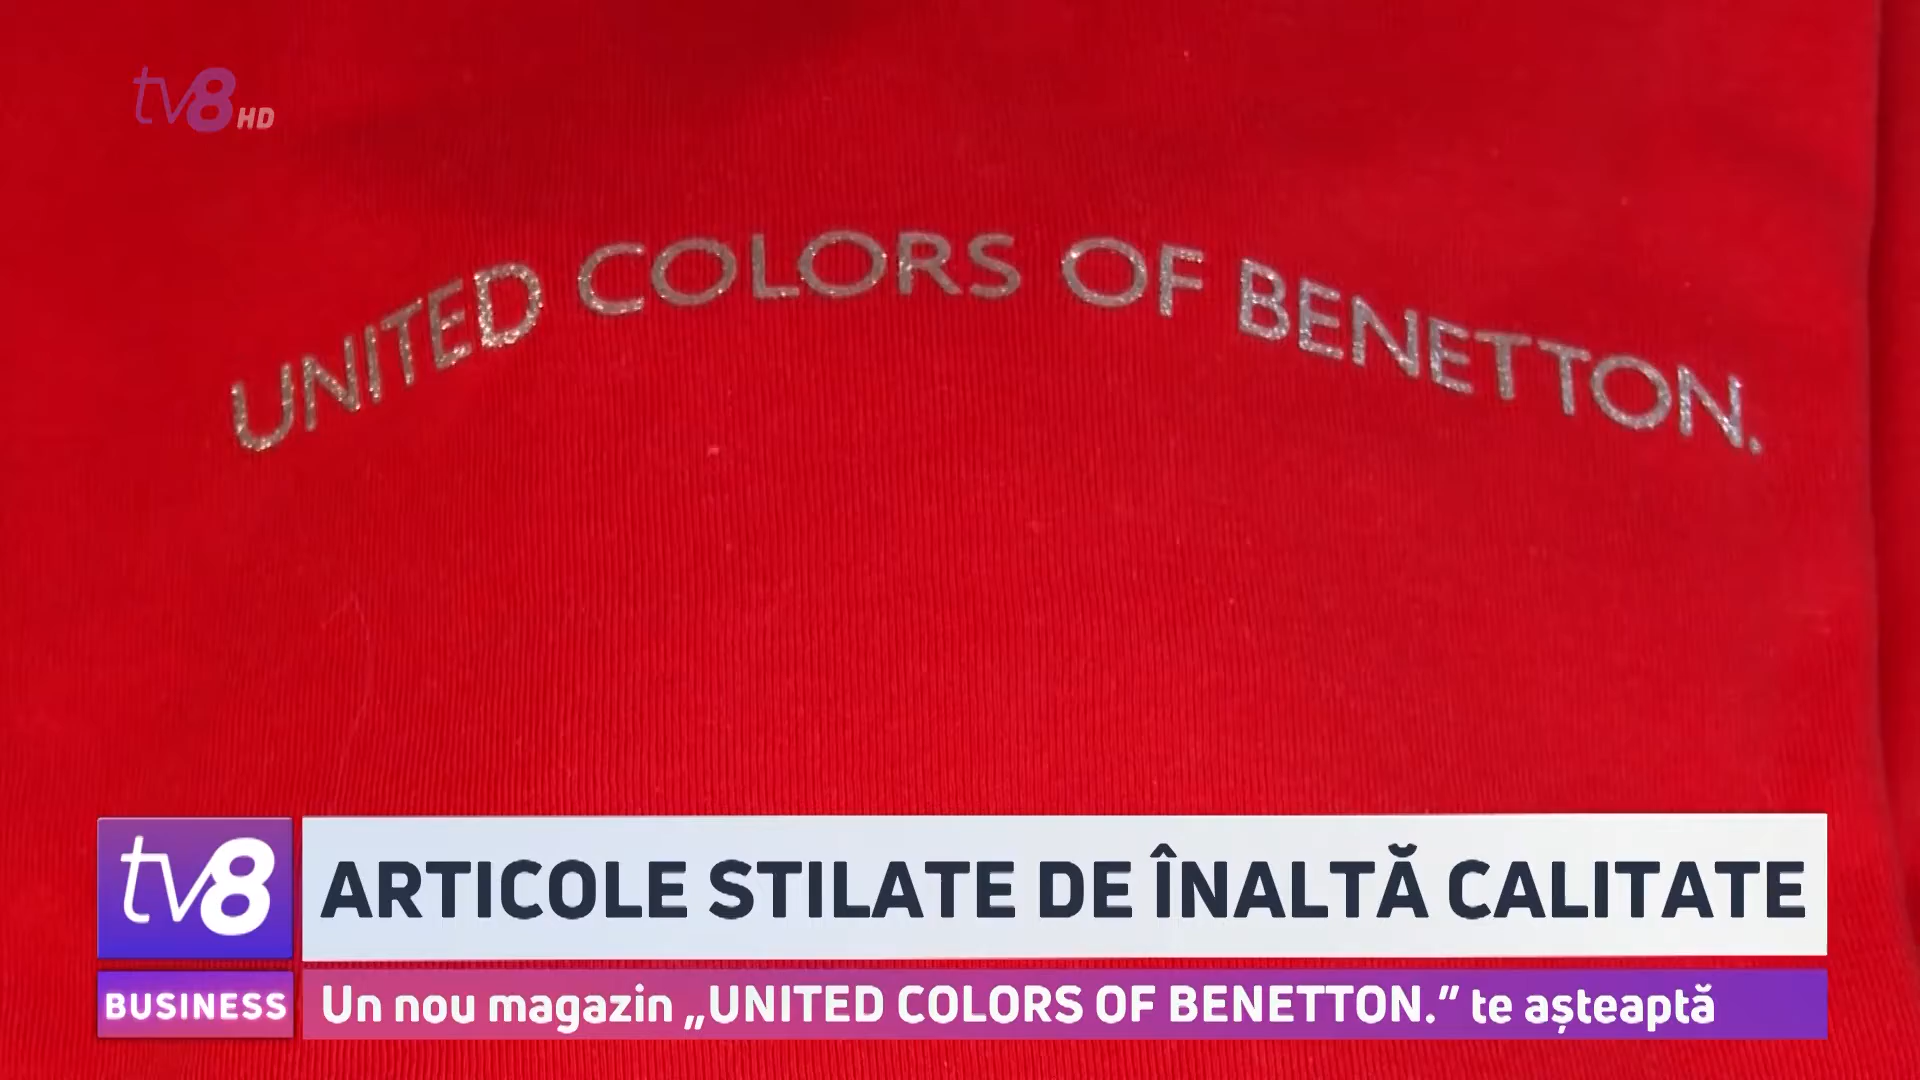 tv8 HD
UNITED COLORS OF BENETTON.
tv8
ARTICOLE STILATE DE ÎNALTĂ CALITATE
BUSINESS
Un nou magazin „UNITED COLORS OF BENETTON.” te așteaptă